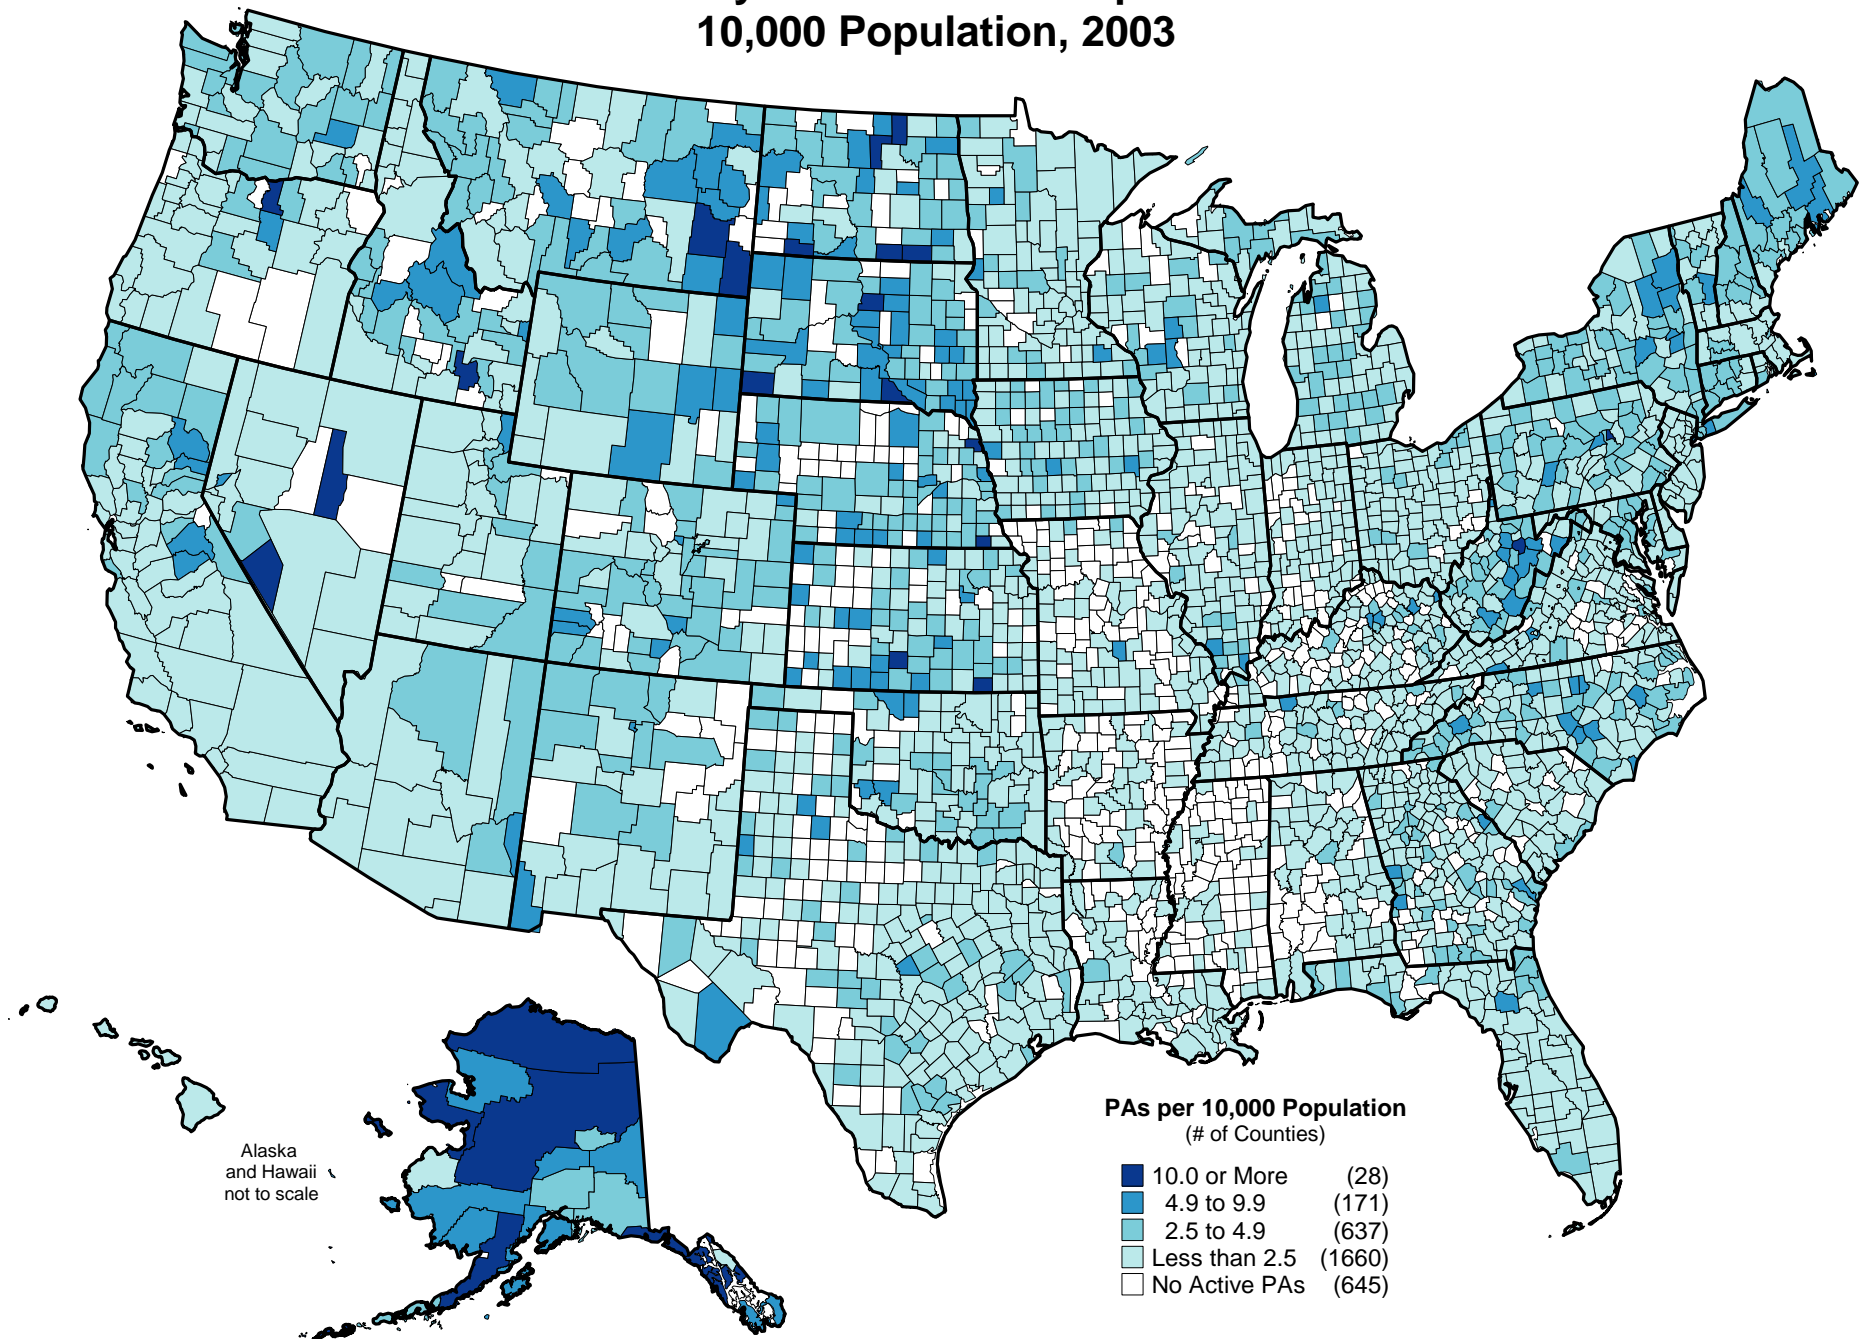 10,000 Population, 2003
Alaska
and Hawaii
not to scale
PAs per 10,000 Population
(# of Counties)
10.0 or More (28)
4.9 to 9.9 (171)
2.5 to 4.9 (637)
Less than 2.5 (1660)
No Active PAs (645)